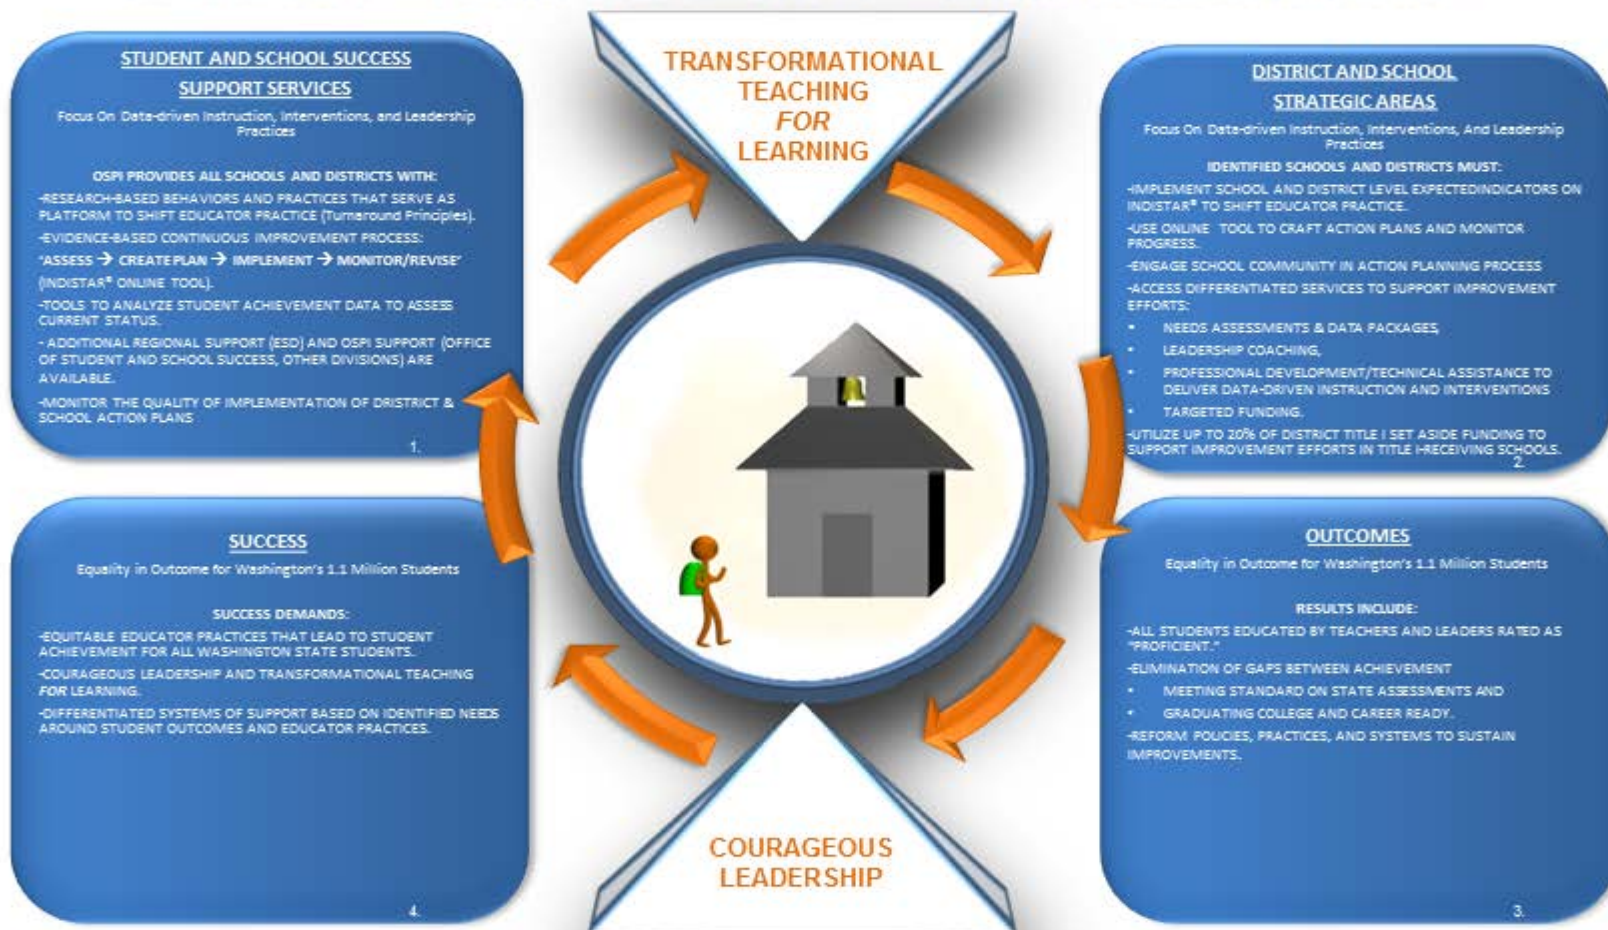 STUDENT AND SCHOOL SUCCESS
SUPPORT SERVICES
Focus On Data-driven Instruction, Interventions, and Leadership
Practices
OSPI PROVIDES ALL SCHOOLS AND DISTRICTS WITH:
-RESEARCH-BASED BEHAVIORS AND PRACTICES THAT SERVE AS
PLATFORM TO SHIFT EDUCATOR PRACTICE (Turnaround Principles).
-EVIDENCE-BASED CONTINUOUS IMPROVEMENT PROCESS:
"ASSESS → CREATE PLAN → IMPLEMENT → MONITOR/REVISE"
(INDISTAR® ONLINE TOOL).
-TOOLS TO ANALYZE STUDENT ACHIEVEMENT DATA TO ASSESS
CURRENT STATUS.
- ADDITIONAL REGIONAL SUPPORT (ESD) AND OSPI SUPPORT (OFFICE
OF STUDENT AND SCHOOL SUCCESS, OTHER DIVISIONS) ARE
AVAILABLE.
-MONITOR THE QUALITY OF IMPLEMENTATION OF DRISTRICT &
SCHOOL ACTION PLANS
1.
TRANSFORMATIONAL
TEACHING
FOR
LEARNING
DISTRICT AND SCHOOL
STRATEGIC AREAS
Focus On Data-driven Instruction, Interventions, And Leadership
Practices
IDENTIFIED SCHOOLS AND DISTRICTS MUST:
-IMPLEMENT SCHOOL AND DISTRICT LEVEL EXPECTEDINDICATORS ON
INDISTAR® TO SHIFT EDUCATOR PRACTICE.
-USE ONLINE TOOL TO CRAFT ACTION PLANS AND MONITOR
PROGRESS.
-ENGAGE SCHOOL COMMUNITY IN ACTION PLANNING PROCESS
-ACCESS DIFFERENTIATED SERVICES TO SUPPORT IMPROVEMENT
EFFORTS:
• NEEDS ASSESSMENTS & DATA PACKAGES,
• LEADERSHIP COACHING,
• PROFESSIONAL DEVELOPMENT/TECHNICAL ASSISTANCE TO
DELIVER DATA-DRIVEN INSTRUCTION AND INTERVENTIONS
• TARGETED FUNDING.
-UTILIZE UP TO 20% OF DISTRICT TITLE I SET ASIDE FUNDING TO
SUPPORT IMPROVEMENT EFFORTS IN TITLE I-RECEIVING SCHOOLS.
2.
OUTCOMES
Equality in Outcome for Washington's 1.1 Million Students
RESULTS INCLUDE:
-ALL STUDENTS EDUCATED BY TEACHERS AND LEADERS RATED AS
"PROFICIENT."
-ELIMINATION OF GAPS BETWEEN ACHIEVEMENT
• MEETING STANDARD ON STATE ASSESSMENTS AND
• GRADUATING COLLEGE AND CAREER READY.
-REFORM POLICIES, PRACTICES, AND SYSTEMS TO SUSTAIN
IMPROVEMENTS.
3.
COURAGEOUS
LEADERSHIP
SUCCESS
Equality in Outcome for Washington's 1.1 Million Students
SUCCESS DEMANDS:
-EQUITABLE EDUCATOR PRACTICES THAT LEAD TO STUDENT
ACHIEVEMENT FOR ALL WASHINGTON STATE STUDENTS.
-COURAGEOUS LEADERSHIP AND TRANSFORMATIONAL TEACHING
FOR LEARNING.
-DIFFERENTIATED SYSTEMS OF SUPPORT BASED ON IDENTIFIED NEEDS
AROUND STUDENT OUTCOMES AND EDUCATOR PRACTICES.
4.